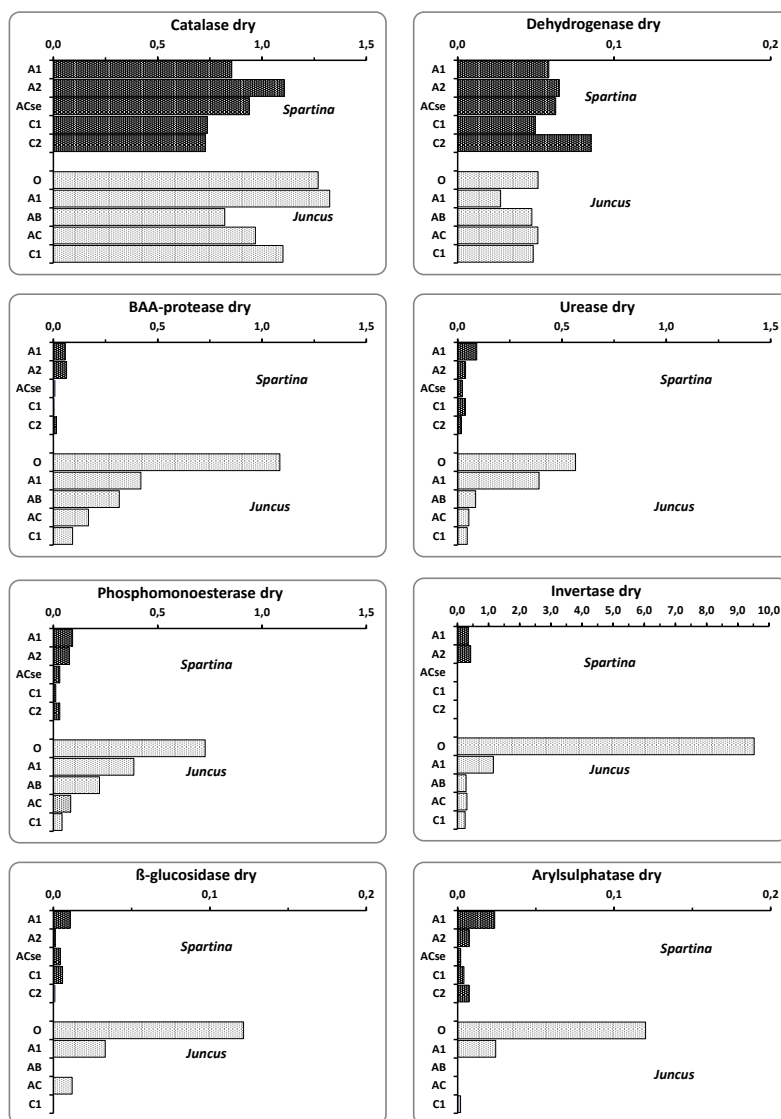 Catalase dry
0,0 0,5 1,0 1,5
A1
A2
ACse
Spartina
C1
C2
O
A1
Juncus
AB
AC
C1
Dehydrogenase dry
0,0 0,1 0,2
A1
A2
Spartina
ACse
C1
C2
O
A1
Juncus
AB
AC
C1
BAA-protease dry
0,0 0,5 1,0 1,5
A1
A2
Spartina
ACse
C1
C2
O
A1
AB
Juncus
AC
C1
Urease dry
0,0 0,5 1,0 1,5
A1
A2
Spartina
ACse
C1
C2
O
A1
AB
Juncus
AC
C1
Phosphomonoesterase dry
0,0 0,5 1,0 1,5
A1
A2
Spartina
ACse
C1
C2
O
A1
Juncus
AB
AC
C1
Invertase dry
0,0 1,0 2,0 3,0 4,0 5,0 6,0 7,0 8,0 9,0 10,0
A1
A2
Spartina
ACse
C1
C2
O
A1
Juncus
AB
AC
C1
ß-glucosidase dry
0,0 0,1 0,2
A1
A2
Spartina
ACse
C1
C2
O
A1
Juncus
AB
AC
C1
Arylsulphatase dry
0,0 0,1 0,2
A1
A2
Spartina
ACse
C1
C2
O
A1
AB
Juncus
AC
C1